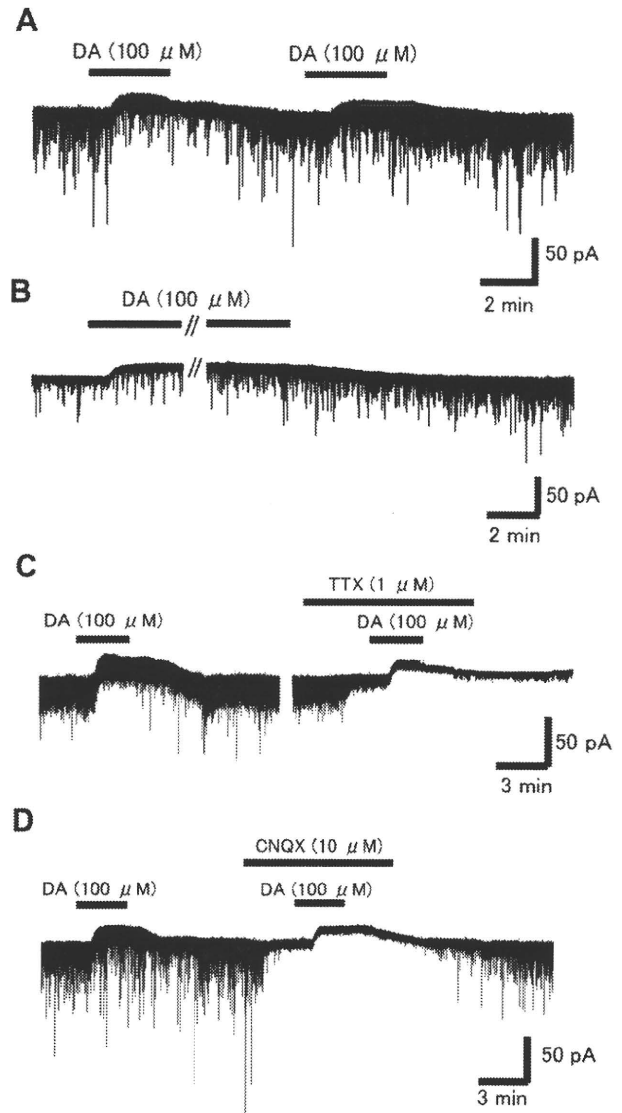 A
DA (100 μM) DA (100 μM)
50 pA
2 min
B
DA (100 μM)
//
//
50 pA
2 min
C
TTX (1 μM)
DA (100 μM) DA (100 μM)
50 pA
3 min
D
CNQX (10 μM)
DA (100 μM) DA (100 μM)
50 pA
3 min